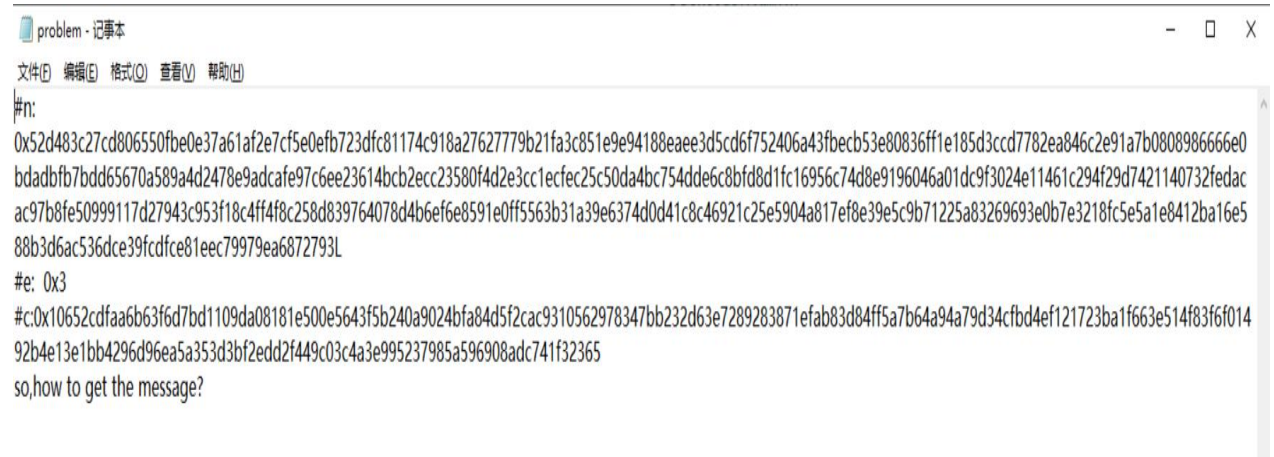 problem - 记事本
文件(F) 编辑(E) 格式(O) 查看(V) 帮助(H)
#n:
0x52d483c27cd806550fbe0e37a61af2e7cf5e0efb723dfc81174c918a27627779b21fa3c851e9e94188eaee3d5cd6f752406a43fbecb53e80836ff1e185d3ccd7782ea846c2e91a7b0808986666e0
bdadbfb7bdd65670a589a4d2478e9adcafe97c6ee23614bcb2ecc23580f4d2e3cc1ecfec25c50da4bc754dde6c8bfd8d1fc16956c74d8e9196046a01dc9f3024e11461c294f29d7421140732fedac
ac97b8fe50999117d27943c953f18c4ff4f8c258d839764078d4b6ef6e8591e0ff5563b31a39e6374d0d41c8c46921c25e5904a817ef8e39e5c9b71225a83269693e0b7e3218fc5e5a1e8412ba16e5
88b3d6ac536dce39fcdfce81eec79979ea6872793L
#e: 0x3
#c:0x10652cdfaa6b63f6d7bd1109da08181e500e5643f5b240a9024bfa84d5f2cac9310562978347bb232d63e7289283871efab83d84ff5a7b64a94a79d34cfbd4ef121723ba1f663e514f83f6f014
92b4e13e1bb4296d96ea5a353d3bf2edd2f449c03c4a3e995237985a596908adc741f32365
so,how to get the message?